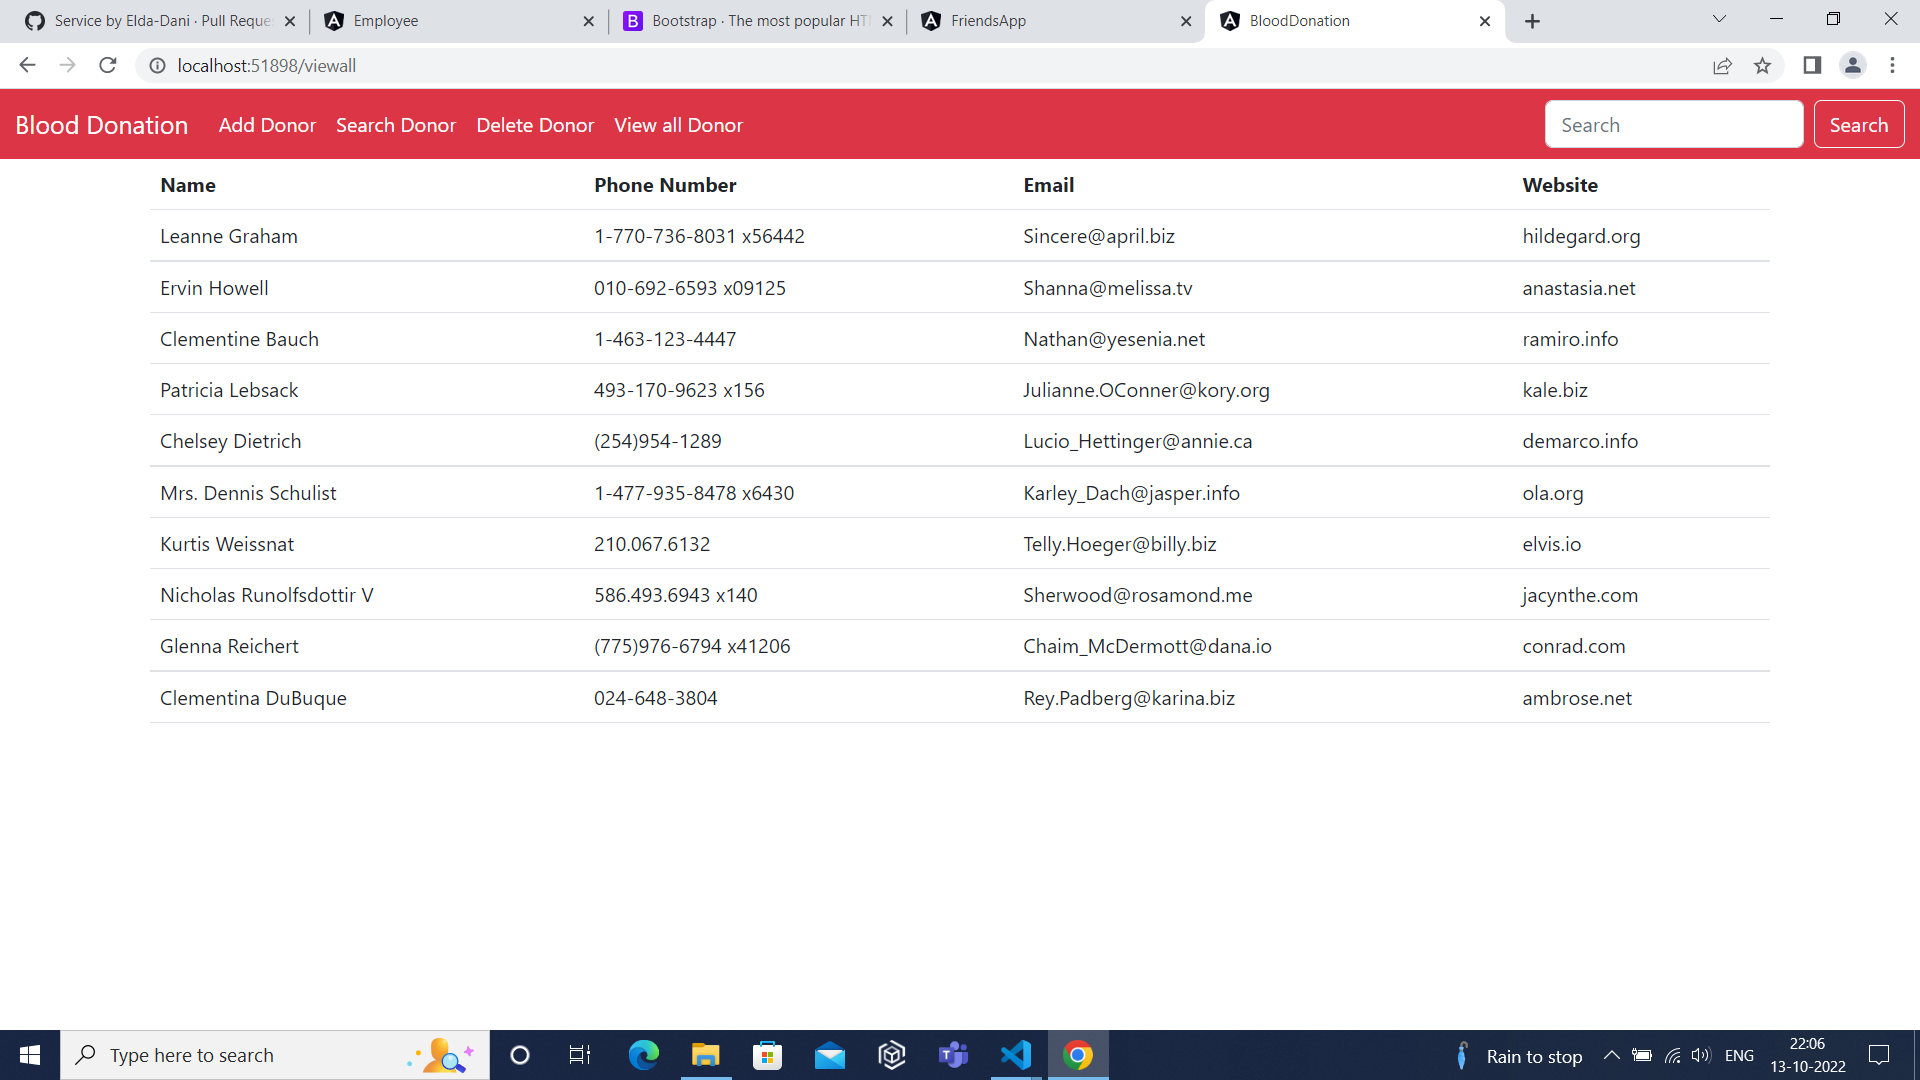 Service by Elda-Dani · Pull Reques
Employee
Bootstrap · The most popular HTM
FriendsApp
BloodDonation
localhost:51898/viewall
Blood Donation Add Donor Search Donor Delete Donor View all Donor Search Search
Name Phone Number Email Website
Leanne Graham 1-770-736-8031 x56442 Sincere@april.biz hildegard.org
Ervin Howell 010-692-6593 x09125 Shanna@melissa.tv anastasia.net
Clementine Bauch 1-463-123-4447 Nathan@yesenia.net ramiro.info
Patricia Lebsack 493-170-9623 x156 Julianne.OConner@kory.org kale.biz
Chelsey Dietrich (254)954-1289 Lucio_Hettinger@annie.ca demarco.info
Mrs. Dennis Schulist 1-477-935-8478 x6430 Karley_Dach@jasper.info ola.org
Kurtis Weissnat 210.067.6132 Telly.Hoeger@billy.biz elvis.io
Nicholas Runolfsdottir V 586.493.6943 x140 Sherwood@rosamond.me jacynthe.com
Glenna Reichert (775)976-6794 x41206 Chaim_McDermott@dana.io conrad.com
Clementina DuBuque 024-648-3804 Rey.Padberg@karina.biz ambrose.net
Type here to search
Rain to stop
ENG
22:06
13-10-2022